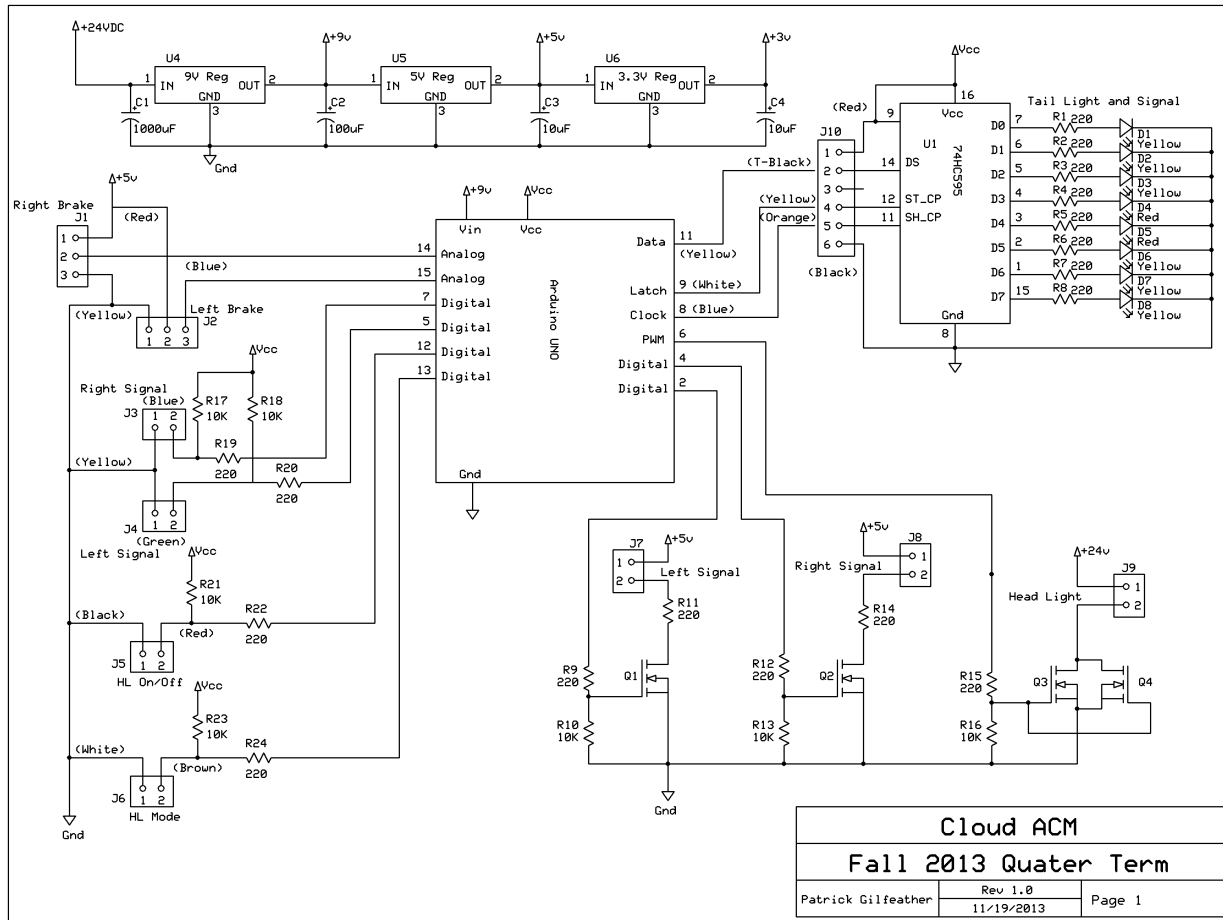 +24VDC
U4
1 IN 9V Reg OUT 2
GND
3
C1
1000uF
+9v
C2
100uF
U5
1 IN 5V Reg OUT 2
GND
3
+5v
C3
10uF
U6
1 IN 3.3V Reg OUT 2
GND
3
+3v
C4
10uF
Gnd
Vcc
(Red)
J10
1
2
3
4
5
6
(T-Black)
(Yellow)
(Orange)
(Black)
16
Vcc
9
U1
74HC595
14 DS
12 ST_CP
11 SH_CP
Gnd
8
Tail Light and Signal
D0 7 R1 220 D1 Yellow
D1 6 R2 220 D2 Yellow
D2 5 R3 220 D3 Yellow
D3 4 R4 220 D4 Red
D4 3 R5 220 D5 Red
D5 2 R6 220 D6 Yellow
D6 1 R7 220 D7 Yellow
D7 15 R8 220 D8 Yellow
+5v
Right Brake
J1
1
2
3
(Red)
(Blue)
(Yellow)
Left Brake
J2
1 2 3
+9v
Vin
Vcc
Vcc
Arduino UNO
14 Analog
15 Analog
7 Digital
5 Digital
12 Digital
13 Digital
Data 11
(Yellow)
Latch 9 (White)
Clock 8 (Blue)
PWM 6
Digital 4
Digital 2
Gnd
Vcc
Right Signal
(Blue)
J3
1 2
R17
10K
R18
10K
R19
220
R20
220
(Yellow)
J4
1 2
(Green)
Left Signal
Vcc
R21
10K
R22
220
(Black)
(Red)
J5
1 2
HL On/Off
Vcc
R23
10K
R24
220
(White)
(Brown)
J6
1 2
HL Mode
Gnd
J7
1
2
+5v
Left Signal
R11
220
R9
220
R10
10K
Q1
Gnd
+5v
J8
1
2
Right Signal
R14
220
R12
220
R13
10K
Q2
+24v
J9
1
2
Head Light
R15
220
R16
10K
Q3
Q4
Cloud ACM
Fall 2013 Quater Term
Patrick Gilfeather
Rev 1.0
11/19/2013
Page 1